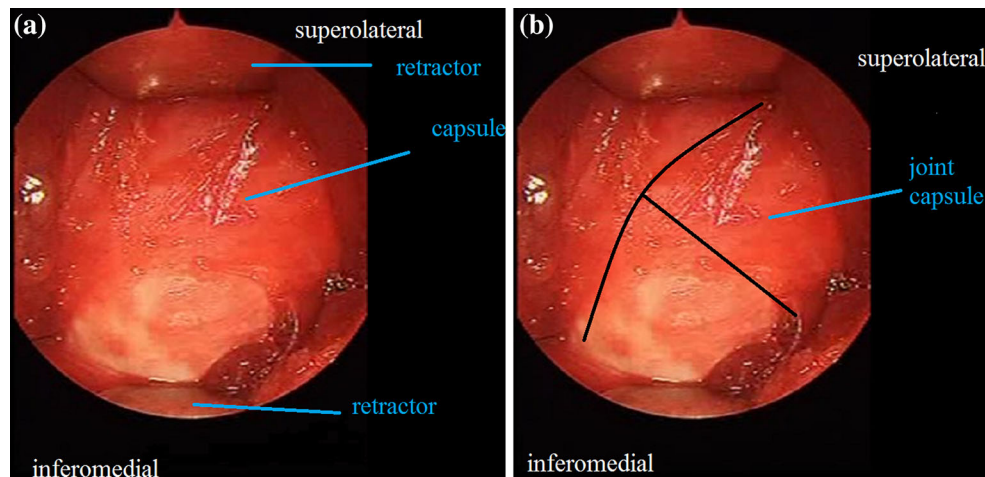 (a)
superolateral
retractor
capsule
retractor
inferomedial
(b)
superolateral
joint
capsule
inferomedial